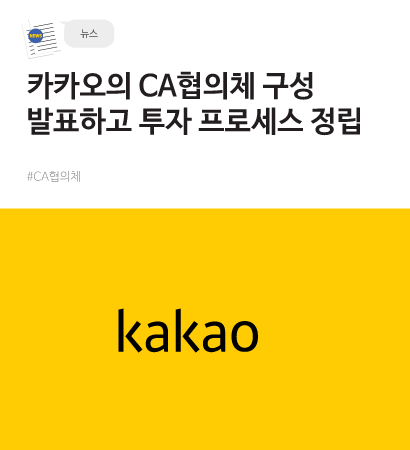 NEWS
뉴스
카카오의 CA협의체 구성
발표하고 투자 프로세스 정립
#CA협의체
kakao